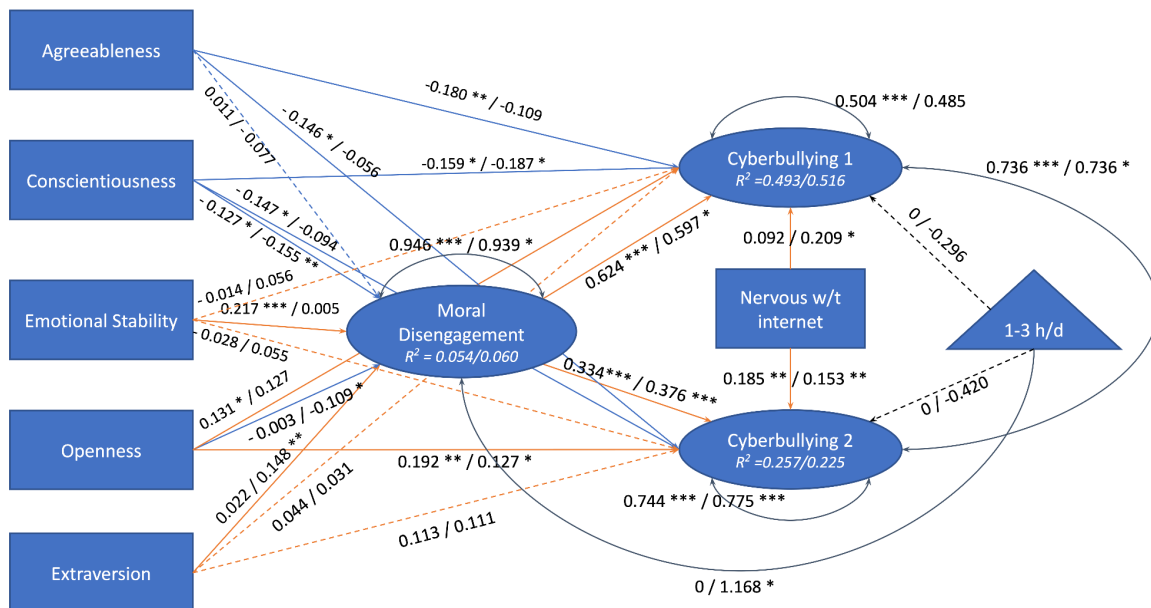 Agreeableness
Conscientiousness
Emotional Stability
Openness
Extraversion
0.011 / - 0.077
- 0.146 * / -0.056
-0.180 ** / -0.109
-0.159 * / -0.187 *
-0.147 * / -0.094
- 0.127 * / -0.155 **
0.946 *** / 0.939 *
0.624 *** / 0.597 *
- 0.014 / 0.056
0.217 *** / 0.005
- 0.028 / 0.055
0.131 * / 0.127
- 0.003 / -0.109 *
0.022 / 0.148 **
0.044 / 0.031
0.192 ** / 0.127 *
0.113 / 0.111
0.334*** / 0.376 ***
Moral
Disengagement
R² = 0.054/0.060
0.504 *** / 0.485
Cyberbullying 1
R² =0.493/0.516
0.736 *** / 0.736 *
0.092 / 0.209 *
0 / -0.296
Nervous w/t
internet
1-3 h/d
0.185 ** / 0.153 **
0 / -0.420
Cyberbullying 2
R² =0.257/0.225
0.744 *** / 0.775 ***
0 / 1.168 *